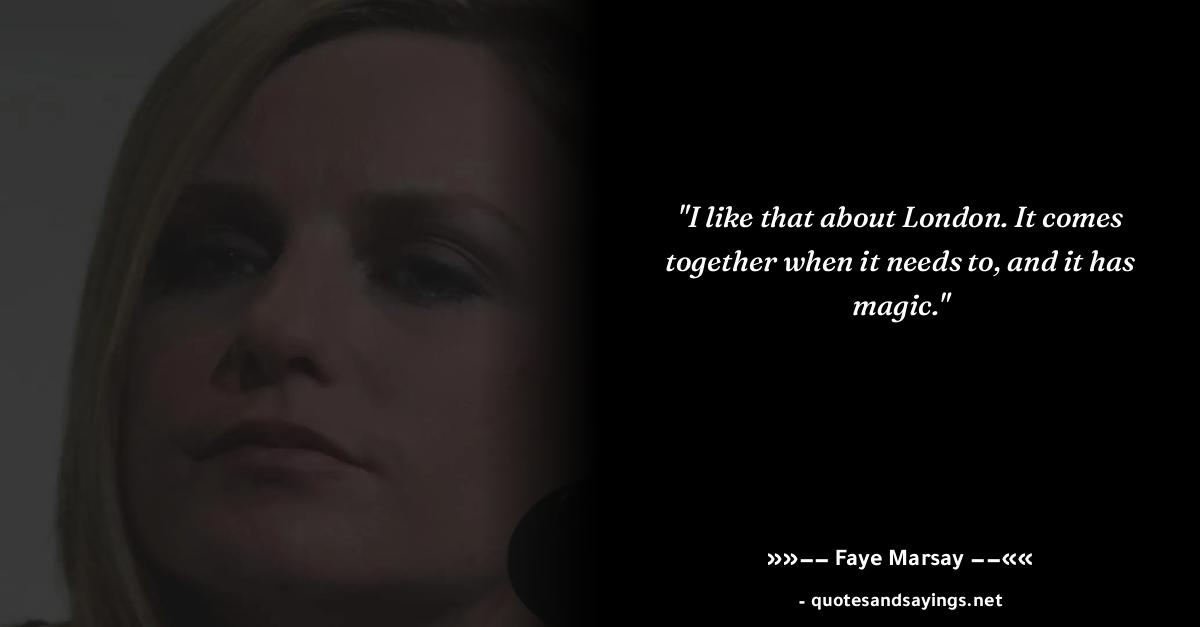 "I like that about London. It comes
together when it needs to, and it has
magic."
»»−− Faye Marsay −−««
- quotesandsayings.net